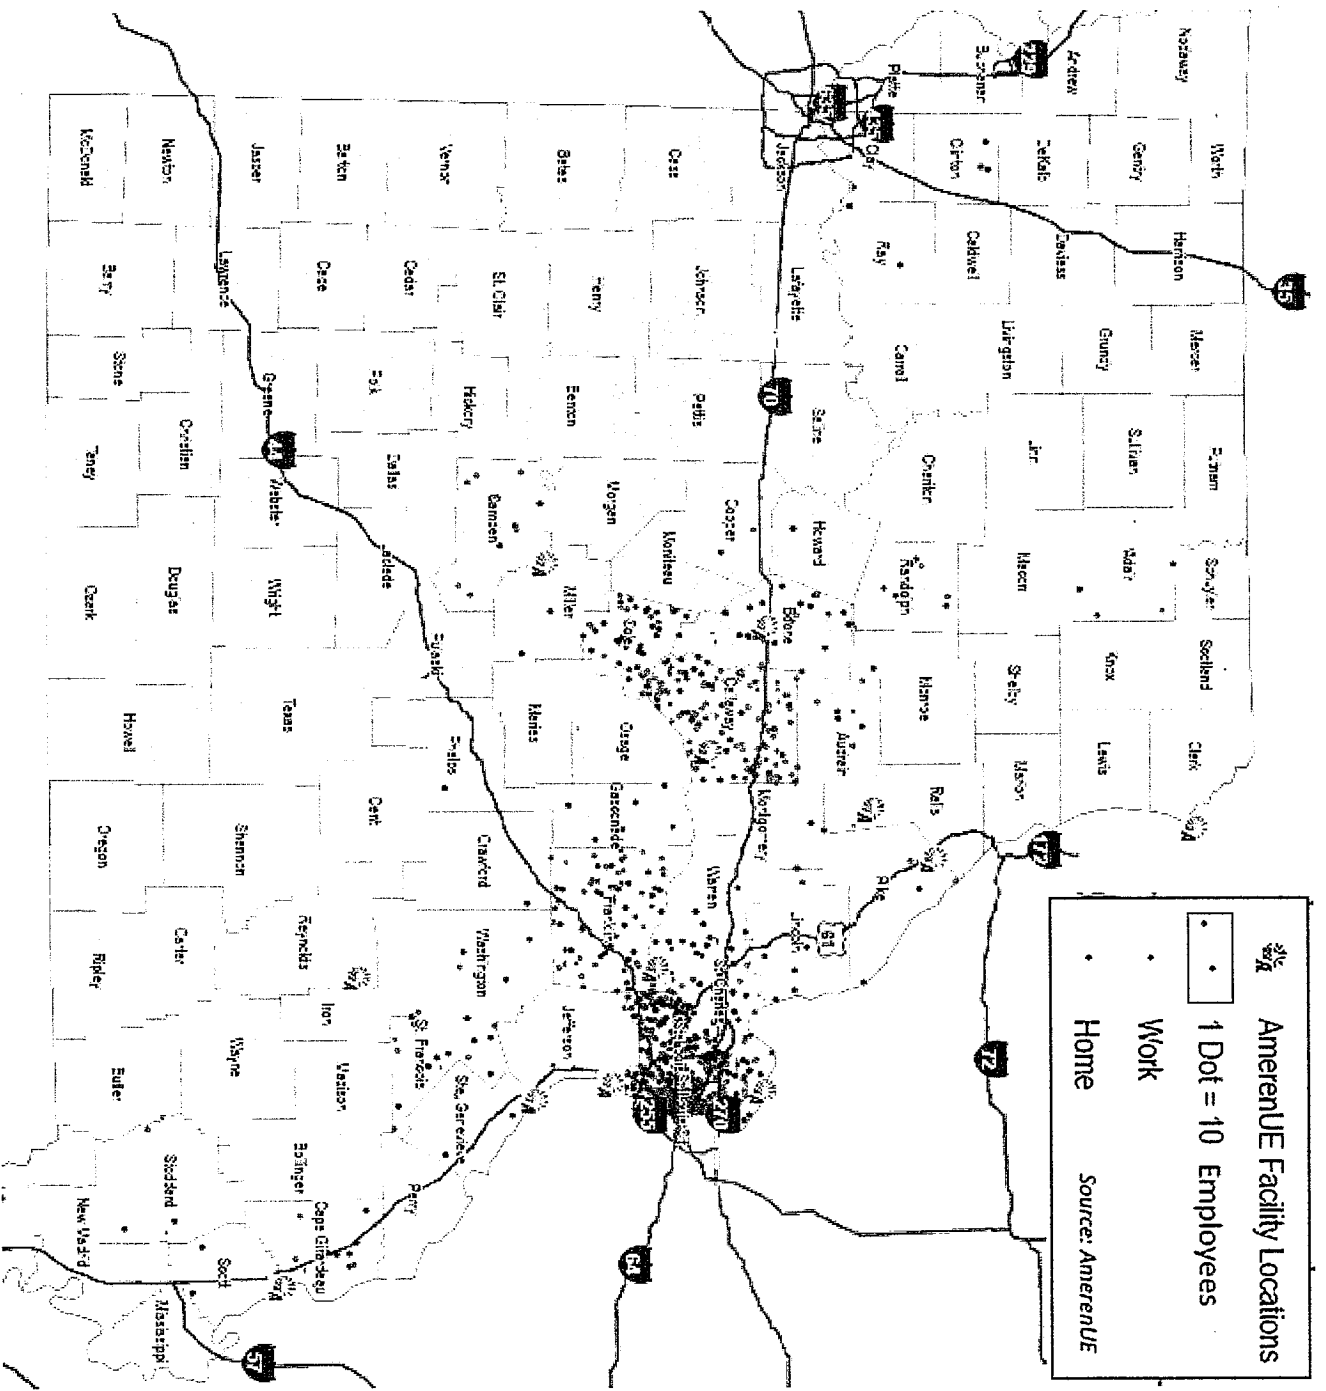 AmerenUE Facility Locations
1 Dot = 10 Employees
Work
Home
Source: AmerenUE
Nodaway
Worth
Harrison
Mercer
Putnam
Schuyler
Scotland
Clark
Andrew
Gentry
DeKalb
Daviess
Grundy
Sullivan
Adair
Knox
Lewis
Buchanan
Clinton
Caldwell
Livingston
Linn
Macon
Shelby
Marion
Platte
Clay
Ray
Carroll
Chariton
Randolph
Monroe
Ralls
Pike
Jackson
Lafayette
Saline
Howard
Boone
Audrain
Montgomery
Lincoln
Warren
St. Charles
Cass
Johnson
Pettis
Cooper
Moniteau
Cole
Callaway
Osage
Gasconade
Franklin
Jefferson
Bates
Henry
Benton
Morgan
Miller
Maries
Vernon
St. Clair
Hickory
Camden
Pulaski
Phelps
Crawford
Washington
St. Francois
Ste. Genevieve
Perry
Barton
Cedar
Polk
Dallas
Laclede
Dent
Iron
Madison
Jasper
Dade
Greene
Webster
Wright
Texas
Shannon
Reynolds
Wayne
Bollinger
Cape Girardeau
Newton
Lawrence
Christian
Douglas
Howell
Carter
Butler
Stoddard
Scott
McDonald
Barry
Stone
Taney
Ozark
Oregon
Ripley
New Madrid
Mississippi
70
61
72
270
255
64
57